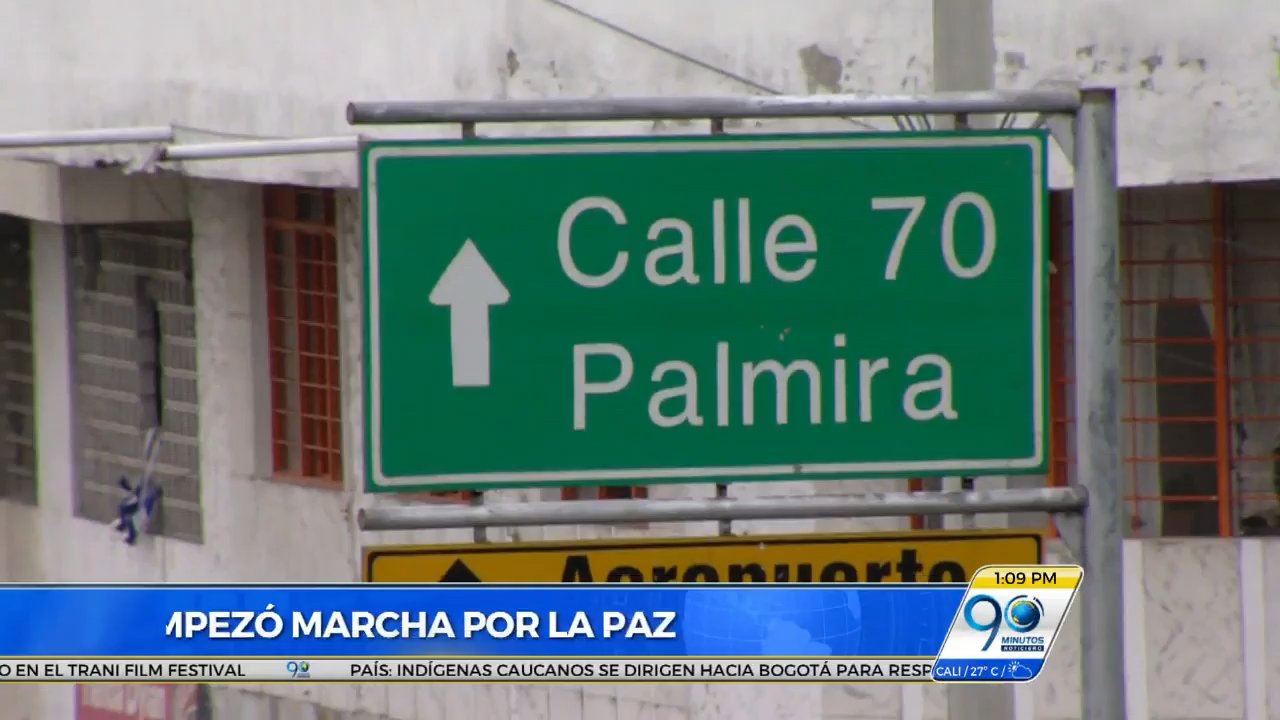 Calle 70
Palmira
Aeropuerto
MPEZÓ MARCHA POR LA PAZ
1:09 PM
90
MINUTOS
NOTICIERO
CALI / 27° C /
O EN EL TRANI FILM FESTIVAL 90 PAÍS: INDÍGENAS CAUCANOS SE DIRIGEN HACIA BOGOTÁ PARA RESP